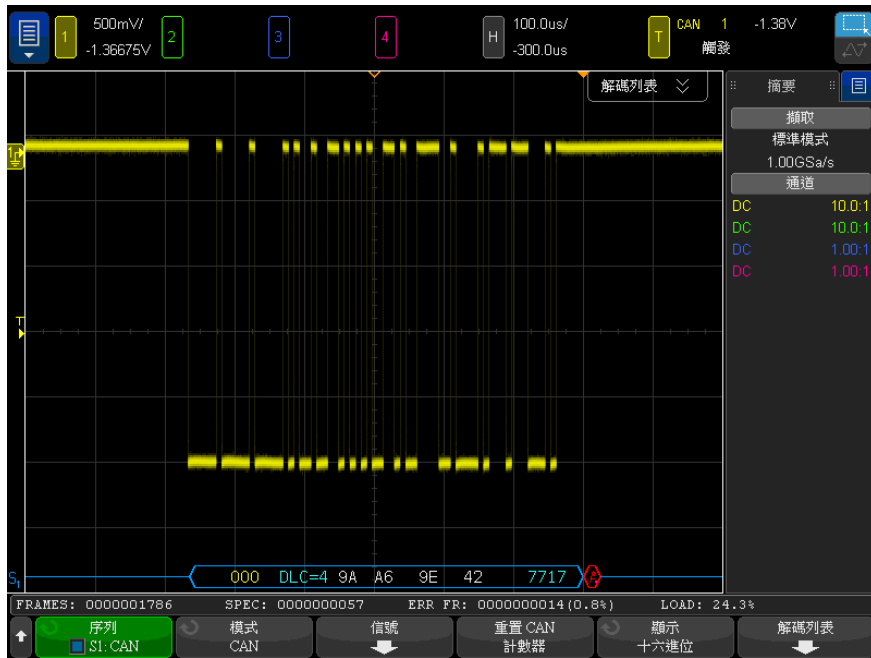 1 500mV/ 2 3 4 H 100.0us/ T CAN 1 -1.38V
-1.36675V -300.0us 觸發
解碼列表
摘要
擷取
標準模式
1.00GSa/s
通道
DC 10.0:1
DC 10.0:1
DC 1.00:1
DC 1.00:1
1
T
S1 000 DLC=4 9A A6 9E 42 7717 A
FRAMES: 0000001786 SPEC: 0000000057 ERR FR: 0000000014(0.8%) LOAD: 24.3%
序列 模式 信號 重置 CAN 顯示 解碼列表
S1: CAN CAN 計數器 十六進位